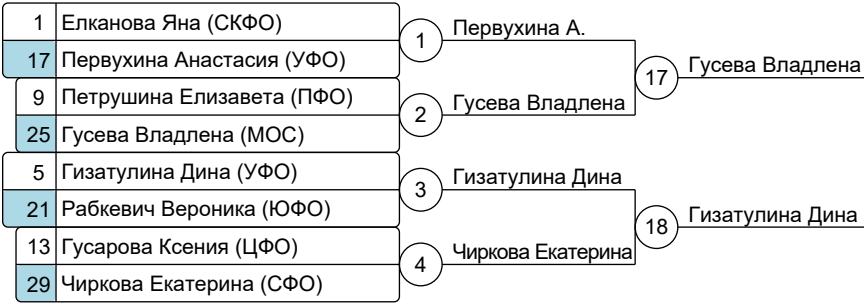 1 Елканова Яна (СКФО)
17 Первухина Анастасия (УФО)
1 Первухина А.
9 Петрушина Елизавета (ПФО)
25 Гусева Владлена (МОС)
2 Гусева Владлена
17 Гусева Владлена
5 Гизатулина Дина (УФО)
21 Рабкевич Вероника (ЮФО)
3 Гизатулина Дина
13 Гусарова Ксения (ЦФО)
29 Чиркова Екатерина (СФО)
4 Чиркова Екатерина
18 Гизатулина Дина